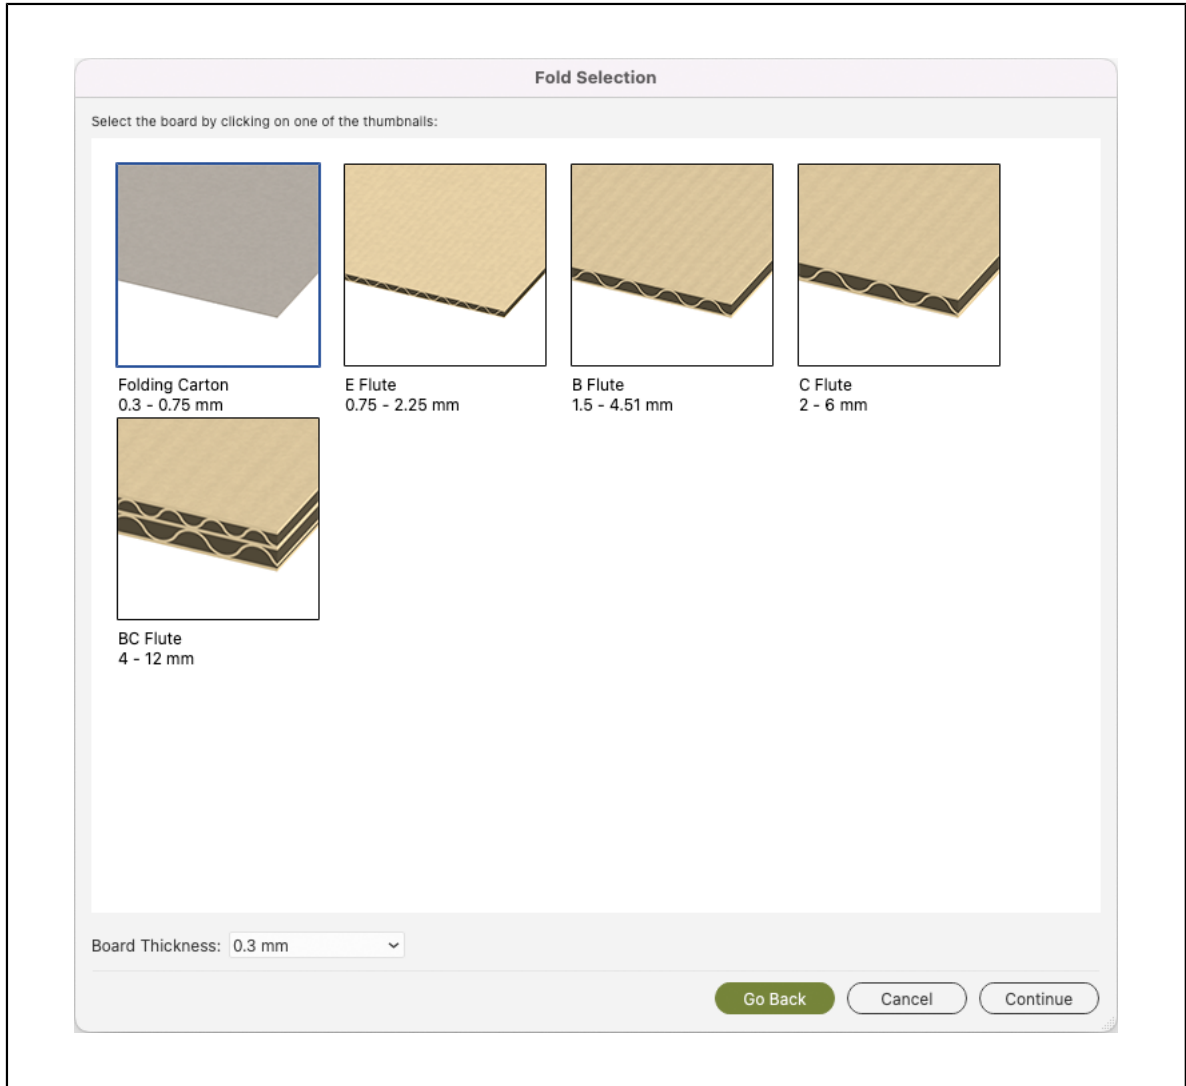 Fold Selection
Select the board by clicking on one of the thumbnails:
Folding Carton
0.3 - 0.75 mm
E Flute
0.75 - 2.25 mm
B Flute
1.5 - 4.51 mm
C Flute
2 - 6 mm
BC Flute
4 - 12 mm
Board Thickness: 0.3 mm
Go Back Cancel Continue